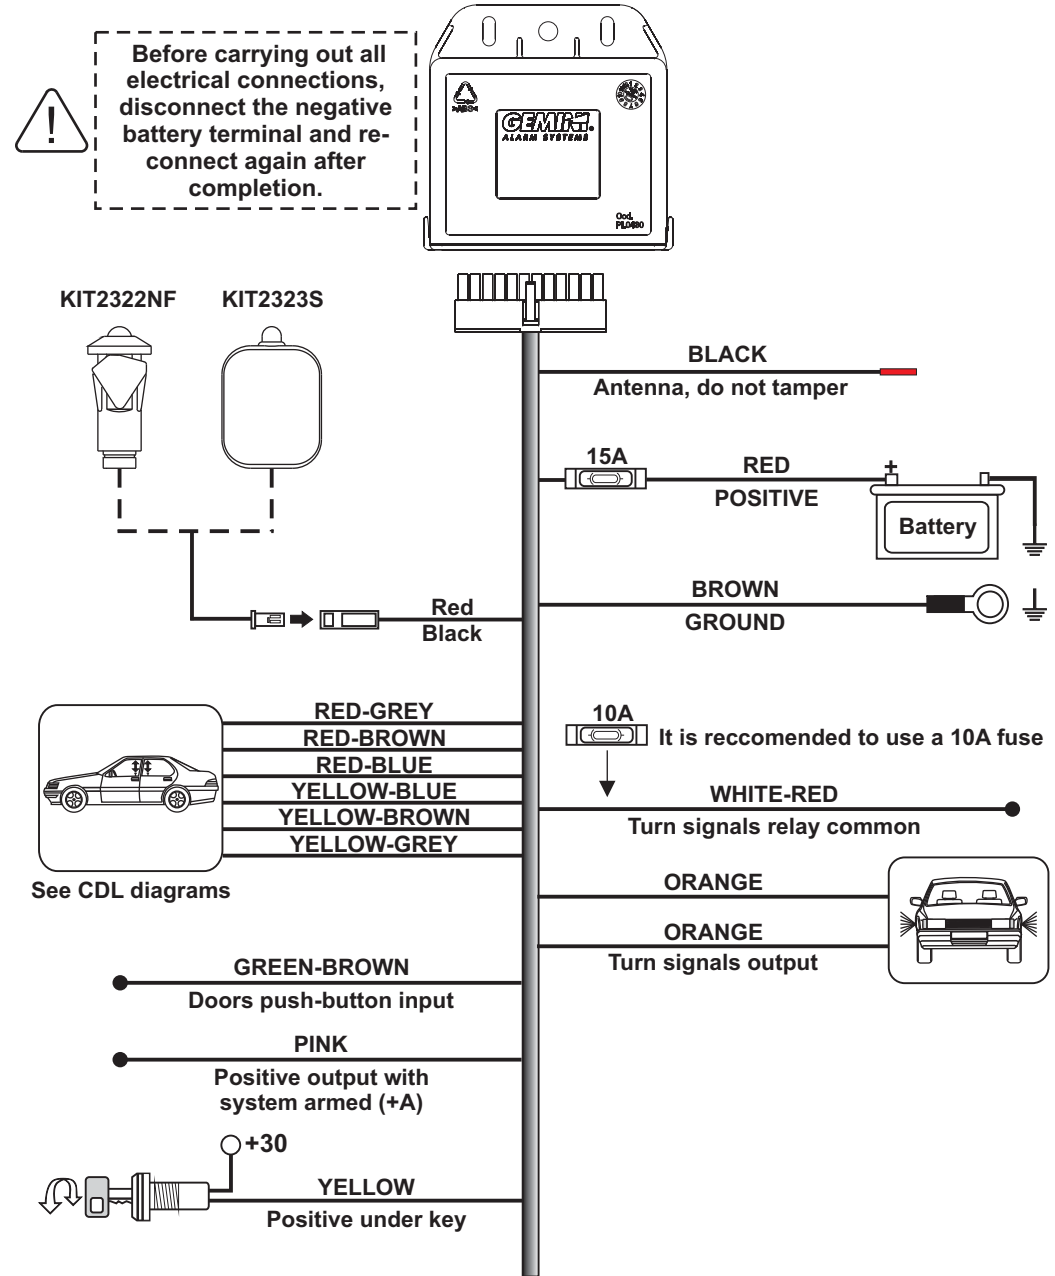 Before carrying out all
electrical connections,
disconnect the negative
battery terminal and re-
connect again after
completion.
>ABS<
GEMINI®
ALARM SYSTEMS
Cod.
KIT2322NF
KIT2323S
BLACK
Antenna, do not tamper
15A
RED
POSITIVE
+
Battery
BROWN
GROUND
Red
Black
RED-GREY
RED-BROWN
RED-BLUE
YELLOW-BLUE
YELLOW-BROWN
YELLOW-GREY
See CDL diagrams
10A
It is reccomended to use a 10A fuse
WHITE-RED
Turn signals relay common
ORANGE
ORANGE
Turn signals output
GREEN-BROWN
Doors push-button input
PINK
Positive output with
system armed (+A)
+30
YELLOW
Positive under key